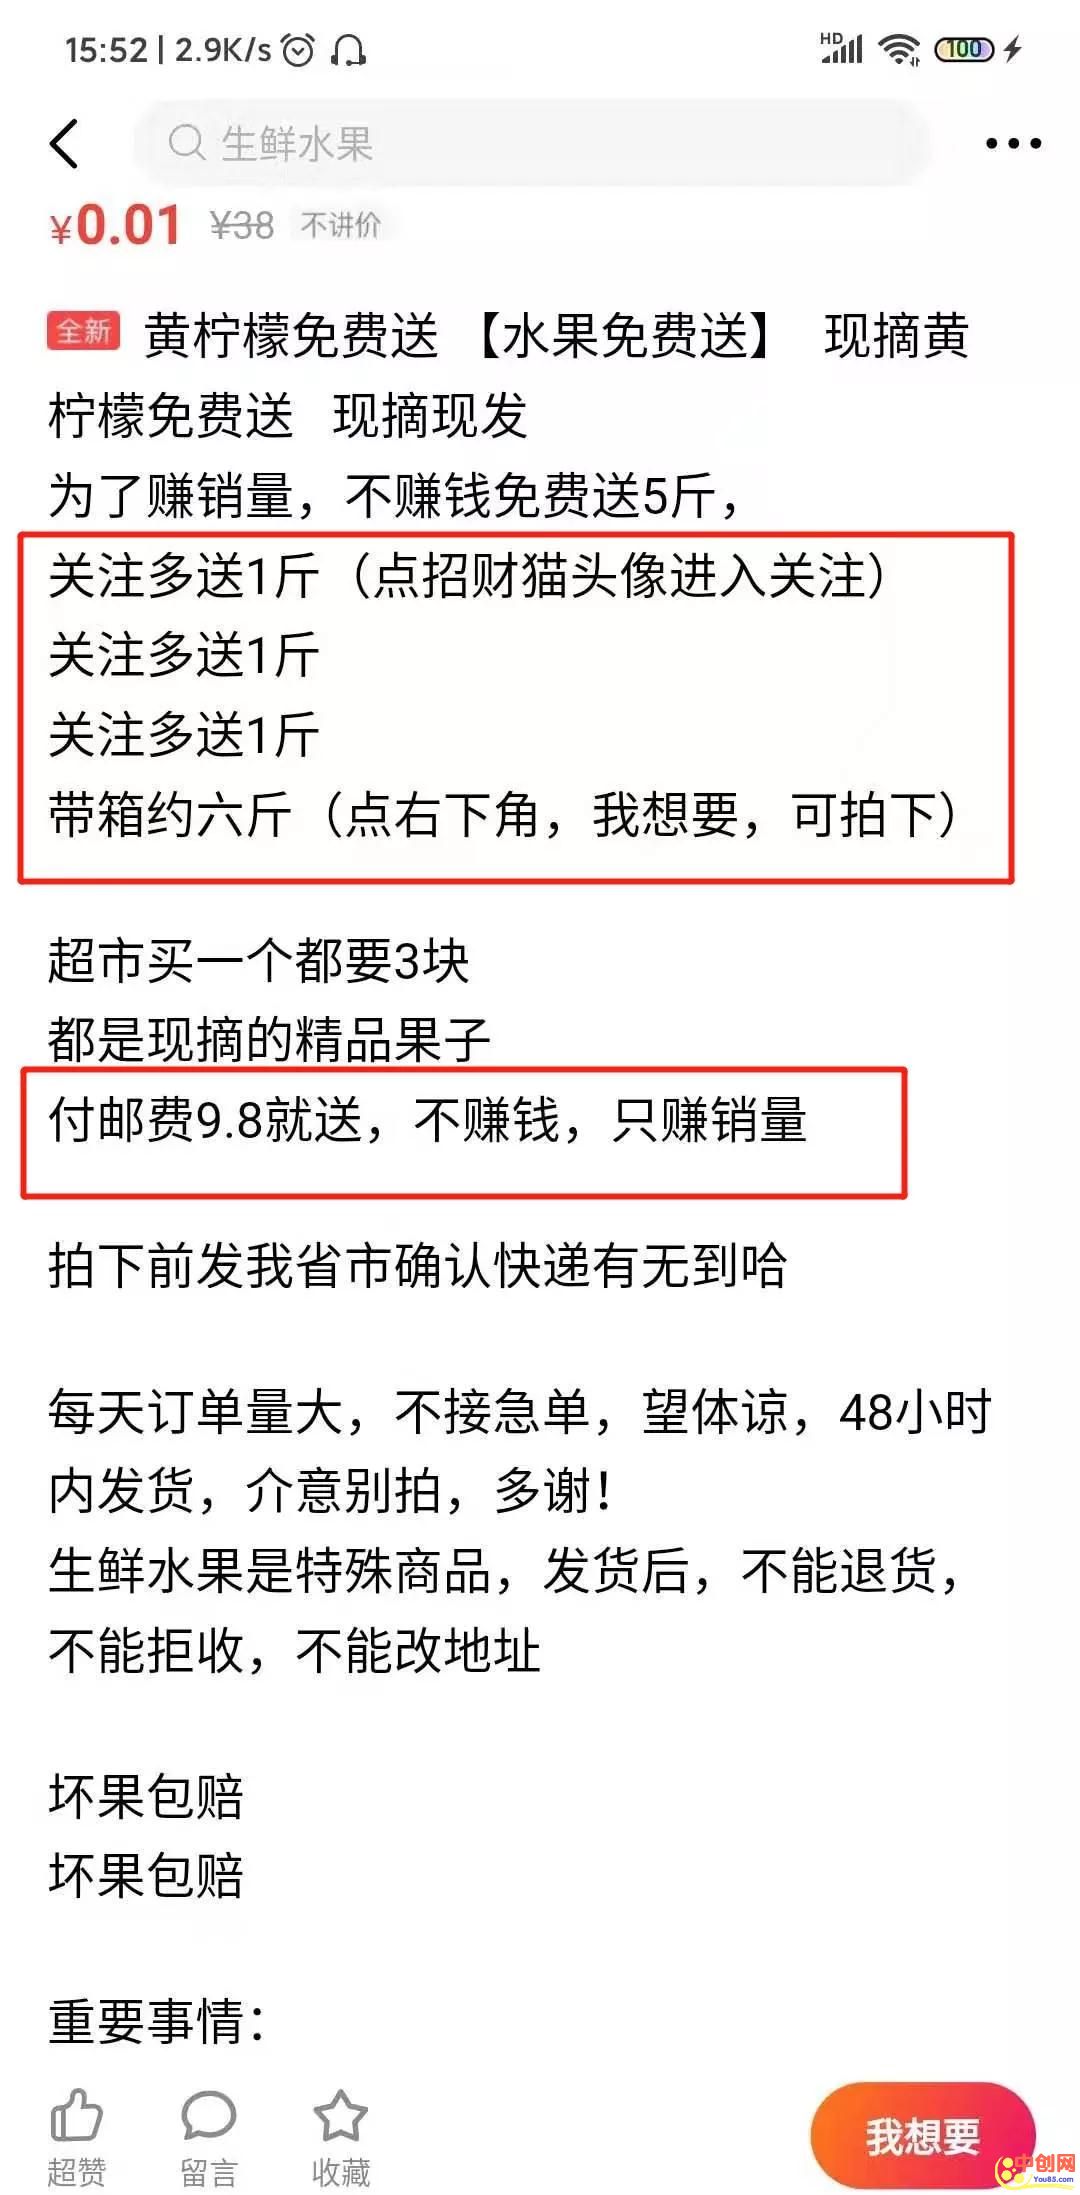 15:52 | 2.9K/s HD 100
生鲜水果
¥0.01 ¥38 不讲价
全新 黄柠檬免费送 【水果免费送】 现摘黄
柠檬免费送 现摘现发
为了赚销量，不赚钱免费送5斤，
关注多送1斤（点招财猫头像进入关注）
关注多送1斤
关注多送1斤
带箱约六斤（点右下角，我想要，可拍下）
超市买一个都要3块
都是现摘的精品果子
付邮费9.8就送，不赚钱，只赚销量
拍下前发我省市确认快递有无到哈
每天订单量大，不接急单，望体谅，48小时
内发货，介意别拍，多谢！
生鲜水果是特殊商品，发货后，不能退货，
不能拒收，不能改地址
坏果包赔
坏果包赔
重要事情：
超赞 留言 收藏 我想要
中创网
You85.com